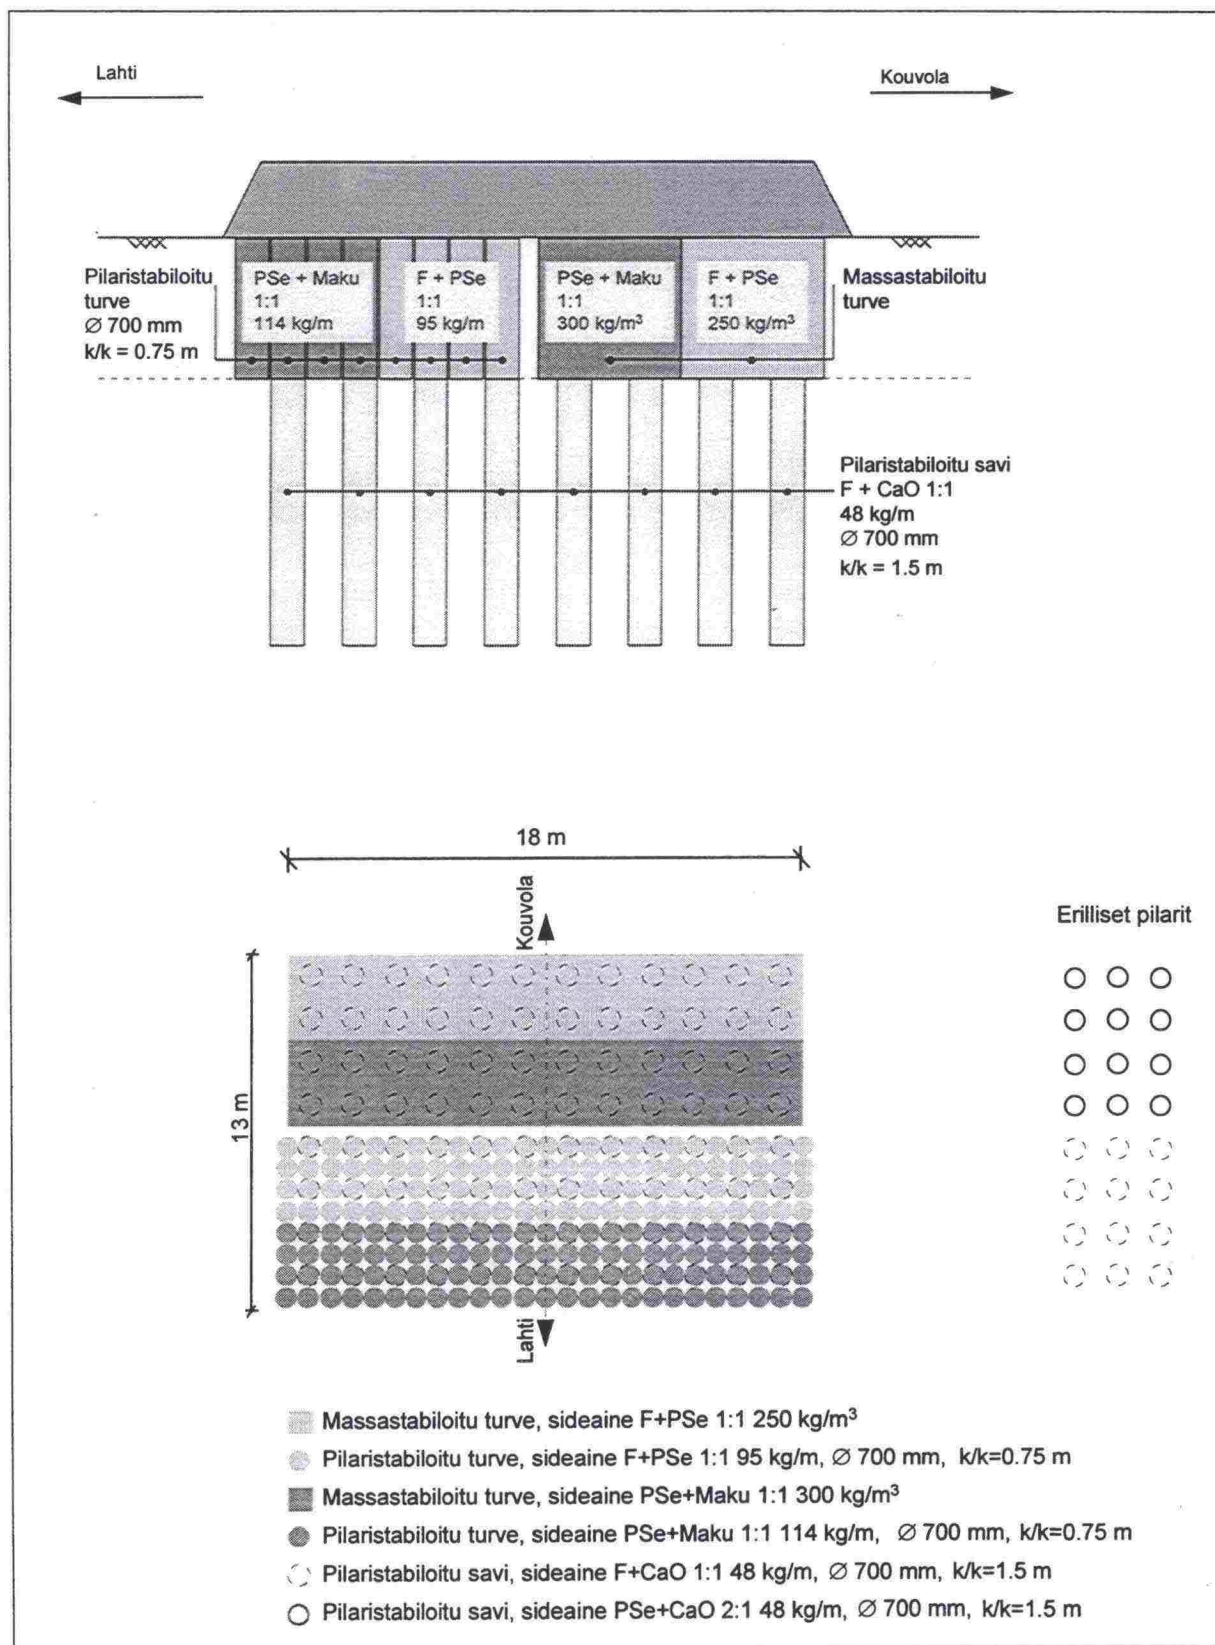 Lahti
Kouvola
Pilaristabiloitu
turve
Ø 700 mm
k/k = 0.75 m
PSe + Maku
1:1
114 kg/m
F + PSe
1:1
95 kg/m
PSe + Maku
1:1
300 kg/m³
F + PSe
1:1
250 kg/m³
Massastabiloitu
turve
Pilaristabiloitu savi
F + CaO 1:1
48 kg/m
Ø 700 mm
k/k = 1.5 m
18 m
Kouvola
Erilliset pilarit
13 m
Lahti
Massastabiloitu turve, sideaine F+PSe 1:1 250 kg/m³
Pilaristabiloitu turve, sideaine F+PSe 1:1 95 kg/m, Ø 700 mm, k/k=0.75 m
Massastabiloitu turve, sideaine PSe+Maku 1:1 300 kg/m³
Pilaristabiloitu turve, sideaine PSe+Maku 1:1 114 kg/m, Ø 700 mm, k/k=0.75 m
Pilaristabiloitu savi, sideaine F+CaO 1:1 48 kg/m, Ø 700 mm, k/k=1.5 m
Pilaristabiloitu savi, sideaine PSe+CaO 2:1 48 kg/m, Ø 700 mm, k/k=1.5 m